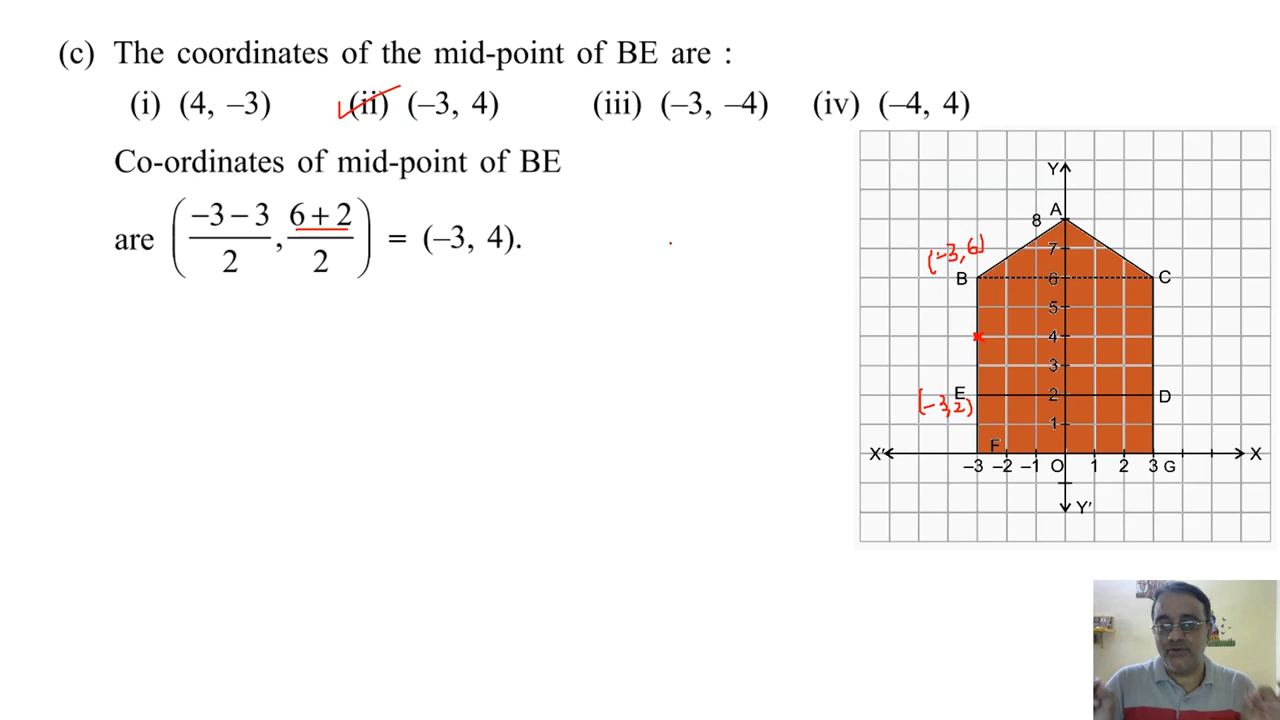 (c) The coordinates of the mid-point of BE are :
(i) (4, –3) (ii) (–3, 4) (iii) (–3, –4) (iv) (–4, 4)
Co-ordinates of mid-point of BE
are ( –3 – 3 / 2 , 6 + 2 / 2 ) = (–3, 4).
Y
A
8
7
(-3,6)
B 6 C
5
4
3
E 2 D
(-3,2)
1
F
X' X
–3 –2 –1 O 1 2 3 G
Y'